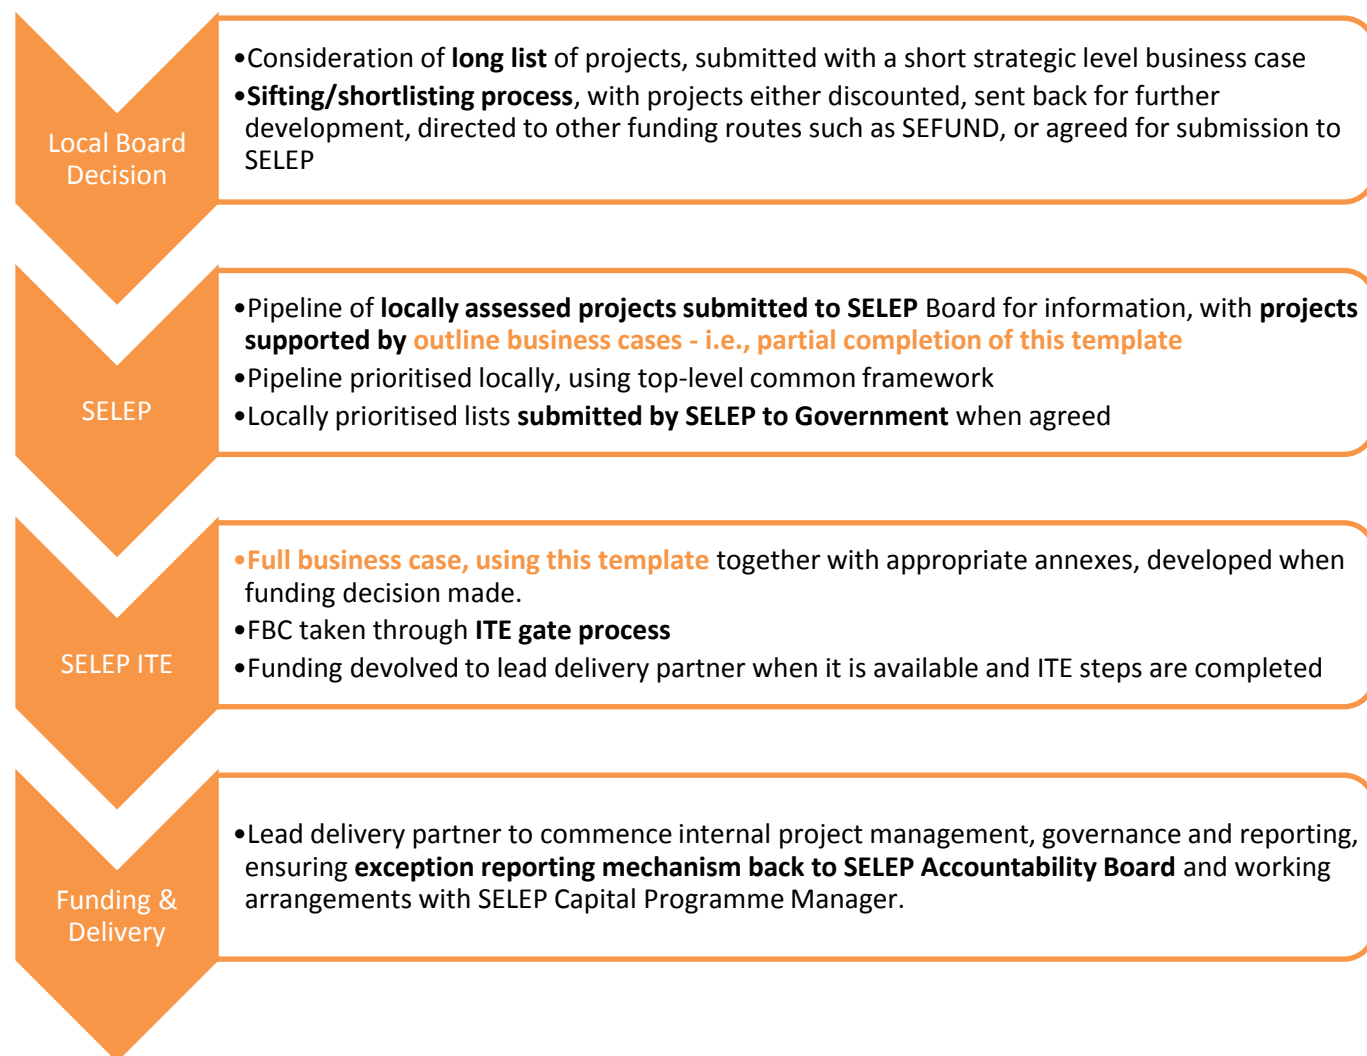 Local Board
Decision
•Consideration of long list of projects, submitted with a short strategic level business case
•Sifting/shortlisting process, with projects either discounted, sent back for further
development, directed to other funding routes such as SEFUND, or agreed for submission to
SELEP
SELEP
•Pipeline of locally assessed projects submitted to SELEP Board for information, with projects
supported by outline business cases - i.e., partial completion of this template
•Pipeline prioritised locally, using top-level common framework
•Locally prioritised lists submitted by SELEP to Government when agreed
SELEP ITE
•Full business case, using this template together with appropriate annexes, developed when
funding decision made.
•FBC taken through ITE gate process
•Funding devolved to lead delivery partner when it is available and ITE steps are completed
Funding &
Delivery
•Lead delivery partner to commence internal project management, governance and reporting,
ensuring exception reporting mechanism back to SELEP Accountability Board and working
arrangements with SELEP Capital Programme Manager.